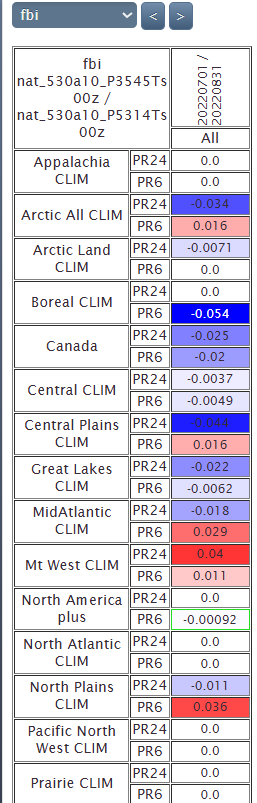 fbi
<
>
fbi
nat_530a10_P3545Ts
00z /
nat_530a10_P5314Ts
00z
20220701 /
20220831
All
Appalachia
CLIM
PR24
0.0
PR6
0.0
Arctic All CLIM
PR24
-0.034
PR6
0.016
Arctic Land
CLIM
PR24
-0.0071
PR6
0.0
Boreal CLIM
PR24
0.0
PR6
-0.054
Canada
PR24
-0.025
PR6
-0.02
Central CLIM
PR24
-0.0037
PR6
-0.0049
Central Plains
CLIM
PR24
PR6
0.016
Great Lakes
CLIM
PR24
-0.022
PR6
-0.0062
MidAtlantic
CLIM
PR24
-0.018
PR6
0.029
Mt West CLIM
PR24
0.04
PR6
0.011
North America
plus
PR24
0.0
PR6
-0.00092
North Atlantic
CLIM
PR24
0.0
PR6
0.0
North Plains
CLIM
PR24
-0.011
PR6
0.036
Pacific North
West CLIM
PR24
0.0
PR6
0.0
Prairie CLIM
PR24
0.0
PR6
0.0